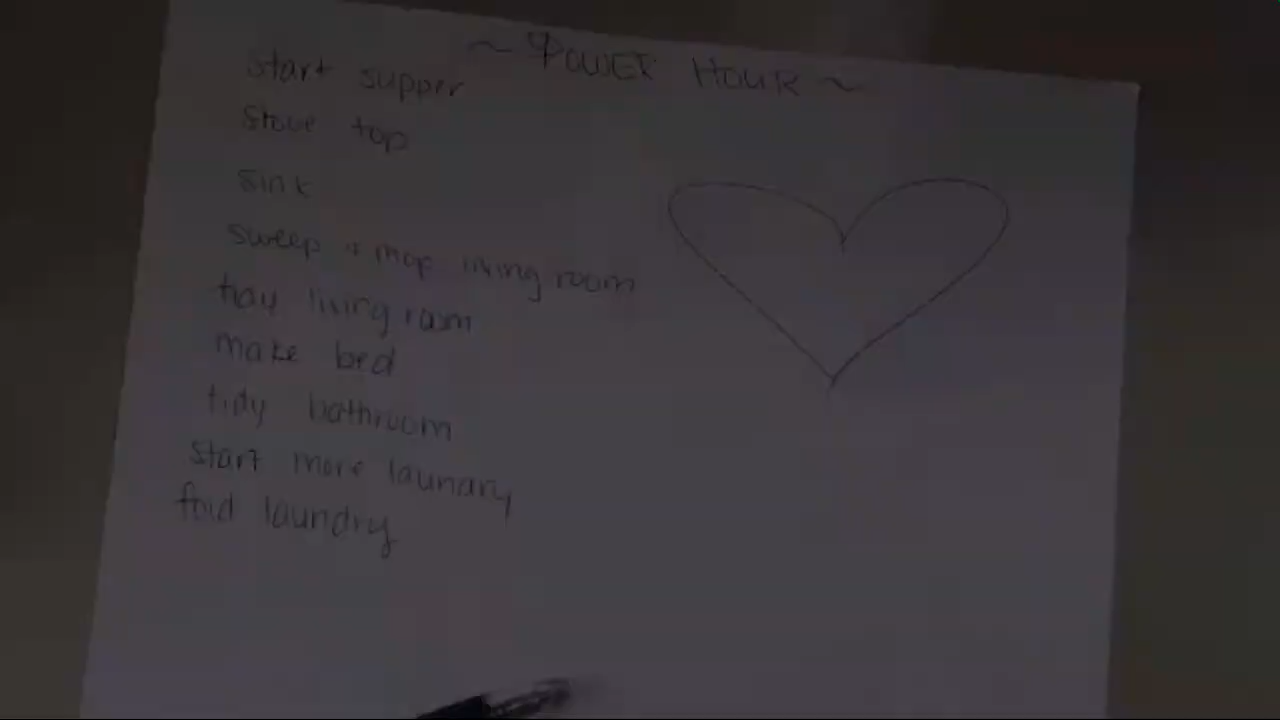 ~ POWER HOUR ~
start supper
stove top
sink
sweep & mop living room
tidy living room
make bed
tidy bathroom
start more laundry
fold laundry